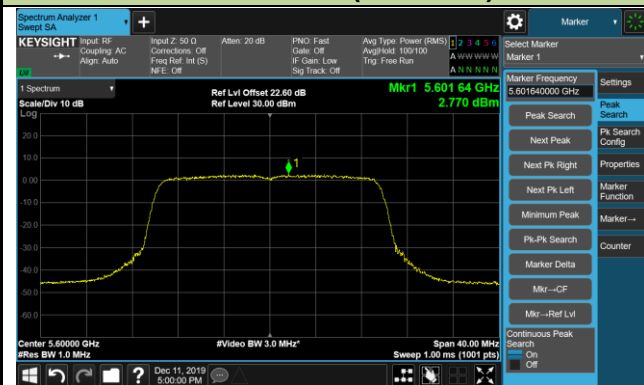 Spectrum Analyzer 1
Swept SA
Marker
KEYSIGHT
Input: RF
Coupling: AC
Align: Auto
Input Z: 50 Ω
Corrections: Off
Freq Ref: Int (S)
NFE: Off
Atten: 20 dB
PNO: Fast
Gate: Off
IF Gain: Low
Sig Track: Off
Avg Type: Power (RMS)
Avg|Hold: 100/100
Trig: Free Run
1 2 3 4 5 6
A W W W W W
A N N N N N
Select Marker
Marker 1
1 Spectrum
Scale/Div 10 dB
Log
Ref Lvl Offset 22.60 dB
Ref Level 30.00 dBm
Mkr1 5.601 64 GHz
2.770 dBm
20.0
10.0
0.00
-10.0
-20.0
-30.0
-40.0
-50.0
-60.0
1
Center 5.60000 GHz
#Res BW 1.0 MHz
#Video BW 3.0 MHz*
Span 40.00 MHz
Sweep 1.00 ms (1001 pts)
Marker Frequency
5.601640000 GHz
Peak Search
Next Peak
Next Pk Right
Next Pk Left
Minimum Peak
Pk-Pk Search
Marker Delta
Mkr→CF
Mkr→Ref Lvl
Continuous Peak
Search
On
Off
Settings
Peak
Search
Pk Search
Config
Properties
Marker
Function
Marker→
Counter
Dec 11, 2019
5:00:00 PM